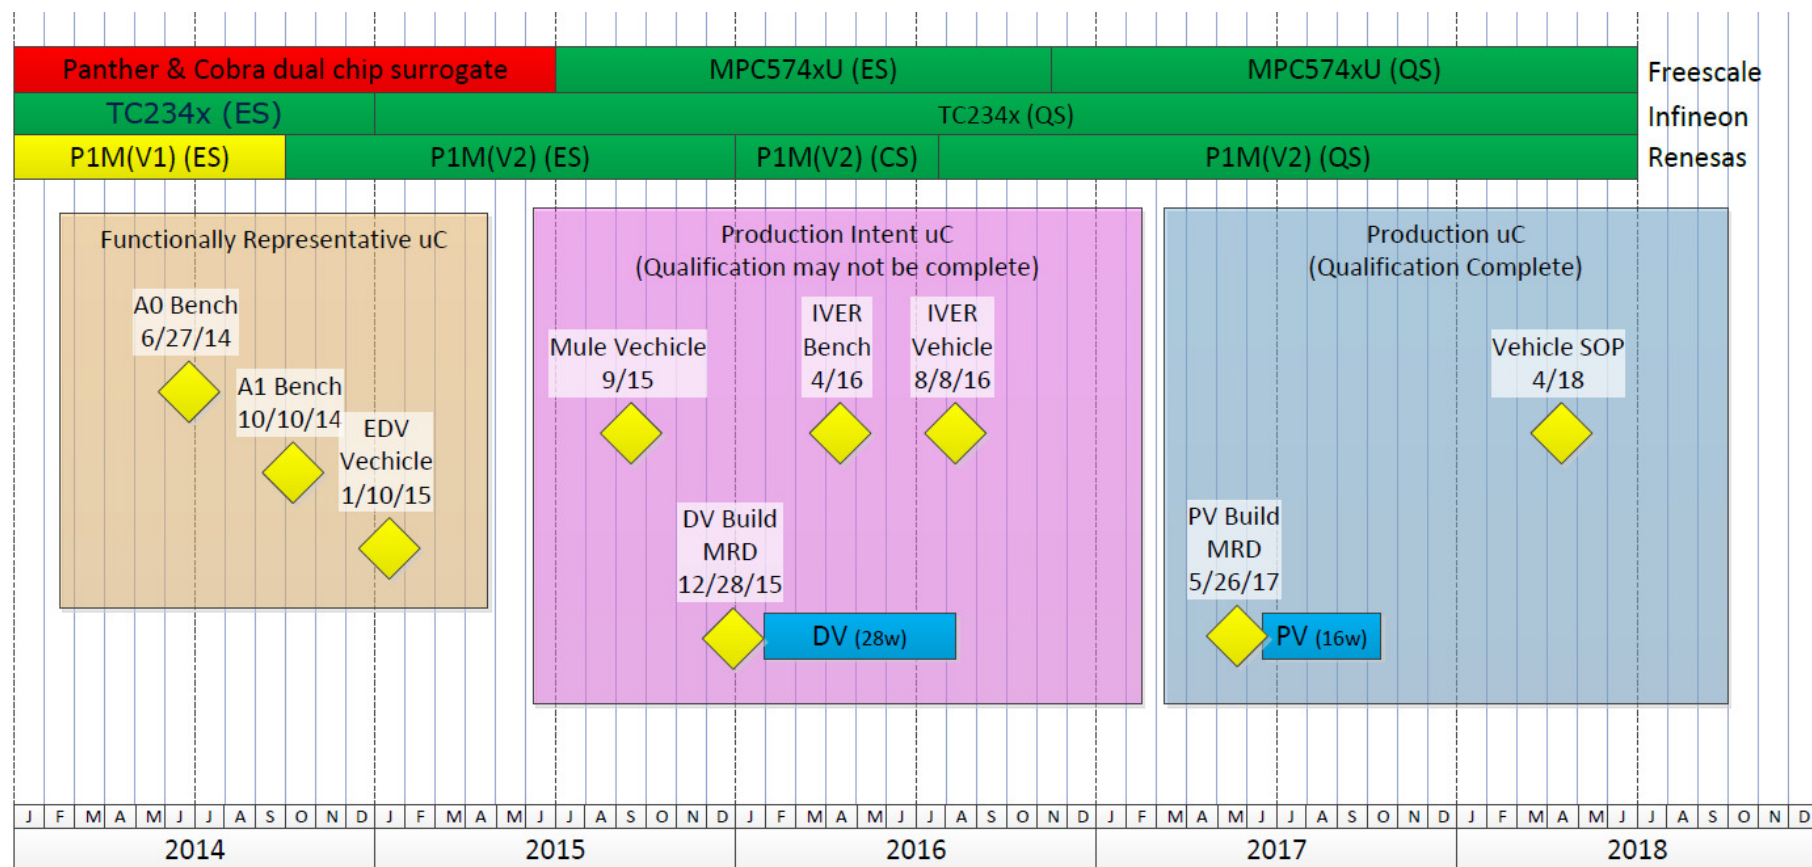 Panther & Cobra dual chip surrogate
MPC574xU (ES)
MPC574xU (QS)
Freescale
TC234x (ES)
TC234x (QS)
Infineon
P1M(V1) (ES)
P1M(V2) (ES)
P1M(V2) (CS)
P1M(V2) (QS)
Renesas
Functionally Representative uC
A0 Bench
6/27/14
A1 Bench
10/10/14
EDV
Vechicle
1/10/15
Production Intent uC
(Qualification may not be complete)
Mule Vechicle
9/15
IVER
Bench
4/16
IVER
Vehicle
8/8/16
DV Build
MRD
12/28/15
DV (28w)
Production uC
(Qualification Complete)
Vehicle SOP
4/18
PV Build
MRD
5/26/17
PV (16w)
J F M A M J J A S O N D J F M A M J J A S O N D J F M A M J J A S O N D J F M A M J J A S O N D J F M A M J J A S O N D
2014 2015 2016 2017 2018